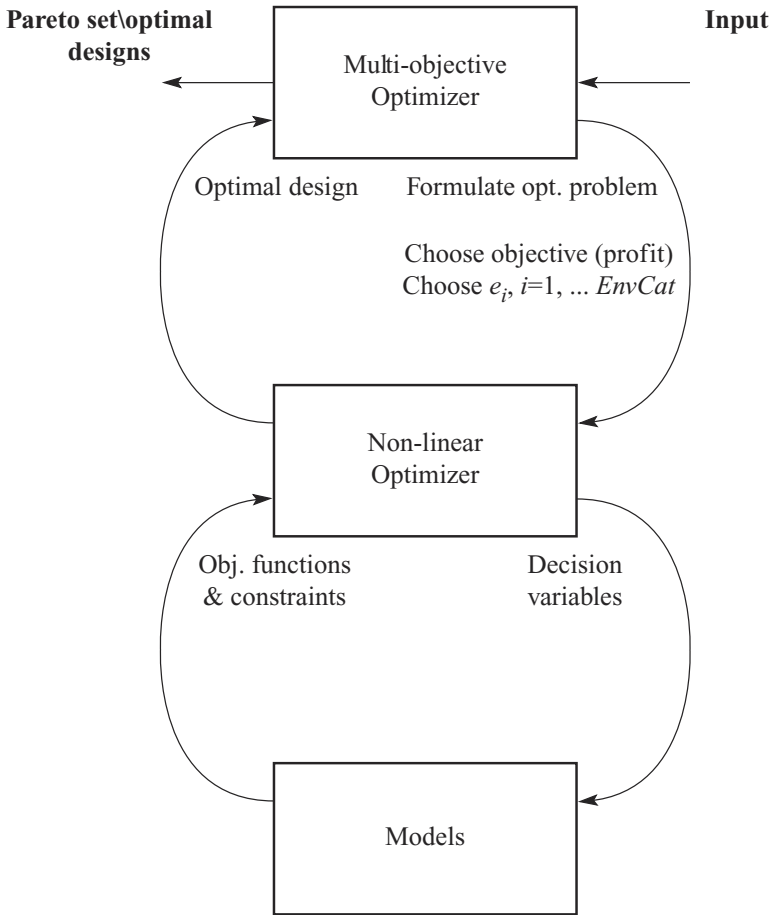 Pareto set\optimal
designs
Input
Multi-objective
Optimizer
Optimal design
Formulate opt. problem
Choose objective (profit)
Choose e_i, i=1, ... EnvCat
Non-linear
Optimizer
Obj. functions
& constraints
Decision
variables
Models